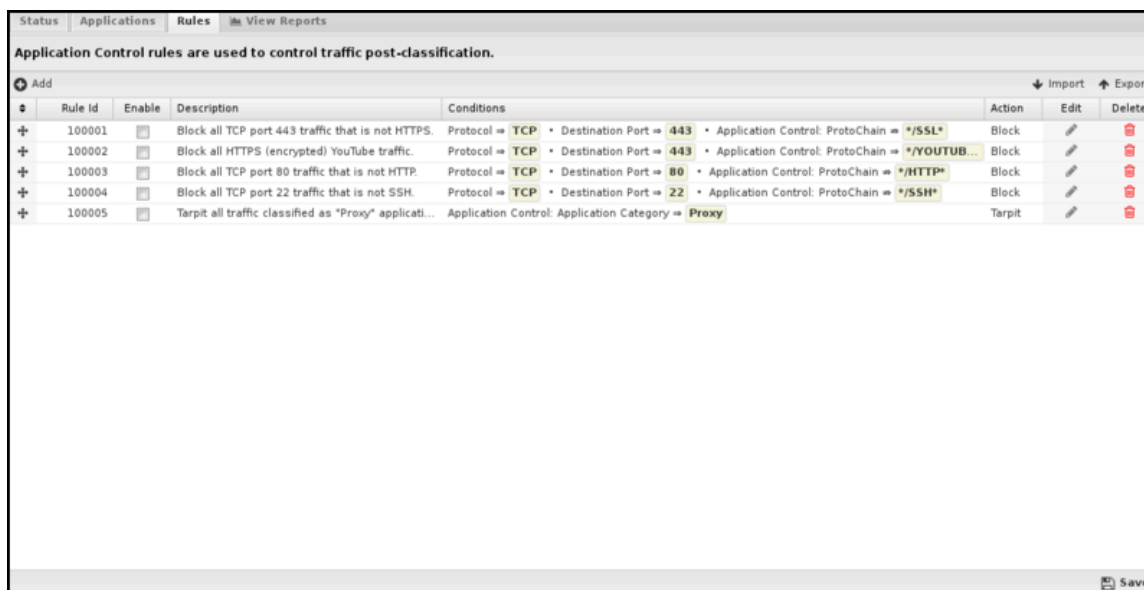 Status Applications Rules View Reports
Application Control rules are used to control traffic post-classification.
Add Import Expor
Rule Id Enable Description Conditions Action Edit Delete
100001 Block all TCP port 443 traffic that is not HTTPS. Protocol ⇒ TCP • Destination Port ⇒ 443 • Application Control: ProtoChain ⇒ */SSL* Block
100002 Block all HTTPS (encrypted) YouTube traffic. Protocol ⇒ TCP • Destination Port ⇒ 443 • Application Control: ProtoChain ⇒ */YOUTUB... Block
100003 Block all TCP port 80 traffic that is not HTTP. Protocol ⇒ TCP • Destination Port ⇒ 80 • Application Control: ProtoChain ⇒ */HTTP* Block
100004 Block all TCP port 22 traffic that is not SSH. Protocol ⇒ TCP • Destination Port ⇒ 22 • Application Control: ProtoChain ⇒ */SSH* Block
100005 Tarpit all traffic classified as "Proxy" applicati... Application Control: Application Category ⇒ Proxy Tarpit
Save